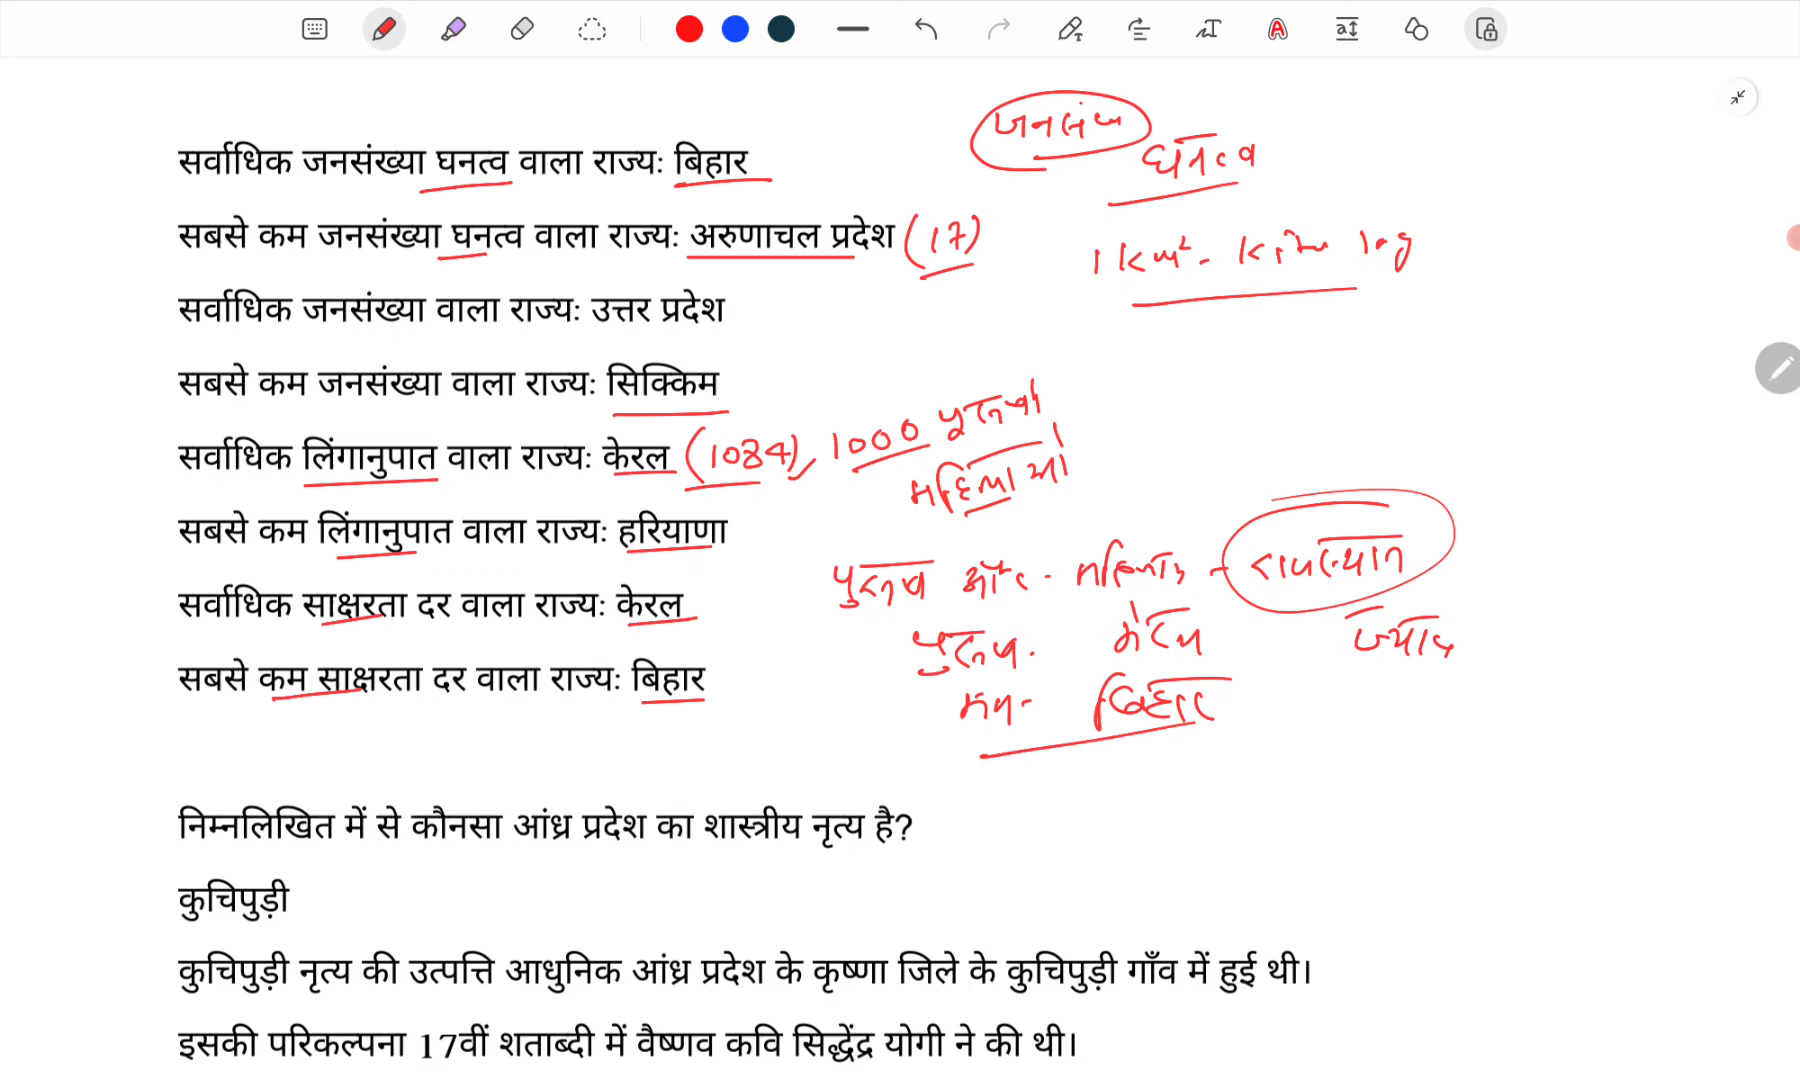 जनसंख्या
घनत्व
सर्वाधिक जनसंख्या घनत्व वाला राज्य: बिहार
सबसे कम जनसंख्या घनत्व वाला राज्य: अरुणाचल प्रदेश (17)
1 km² - kitne log
सर्वाधिक जनसंख्या वाला राज्य: उत्तर प्रदेश
सबसे कम जनसंख्या वाला राज्य: सिक्किम
सर्वाधिक लिंगानुपात वाला राज्य: केरल (1084), 1000 पुरुषों
महिलाओं
सबसे कम लिंगानुपात वाला राज्य: हरियाणा
पुरुष और - महिला - राजस्थान
सर्वाधिक साक्षरता दर वाला राज्य: केरल
पुरुष.
ज्याद
सबसे कम साक्षरता दर वाला राज्य: बिहार
बिहार
निम्नलिखित में से कौनसा आंध्र प्रदेश का शास्त्रीय नृत्य है?
कुचिपुड़ी
कुचिपुड़ी नृत्य की उत्पत्ति आधुनिक आंध्र प्रदेश के कृष्णा जिले के कुचिपुड़ी गाँव में हुई थी।
इसकी परिकल्पना 17वीं शताब्दी में वैष्णव कवि सिद्धेंद्र योगी ने की थी।